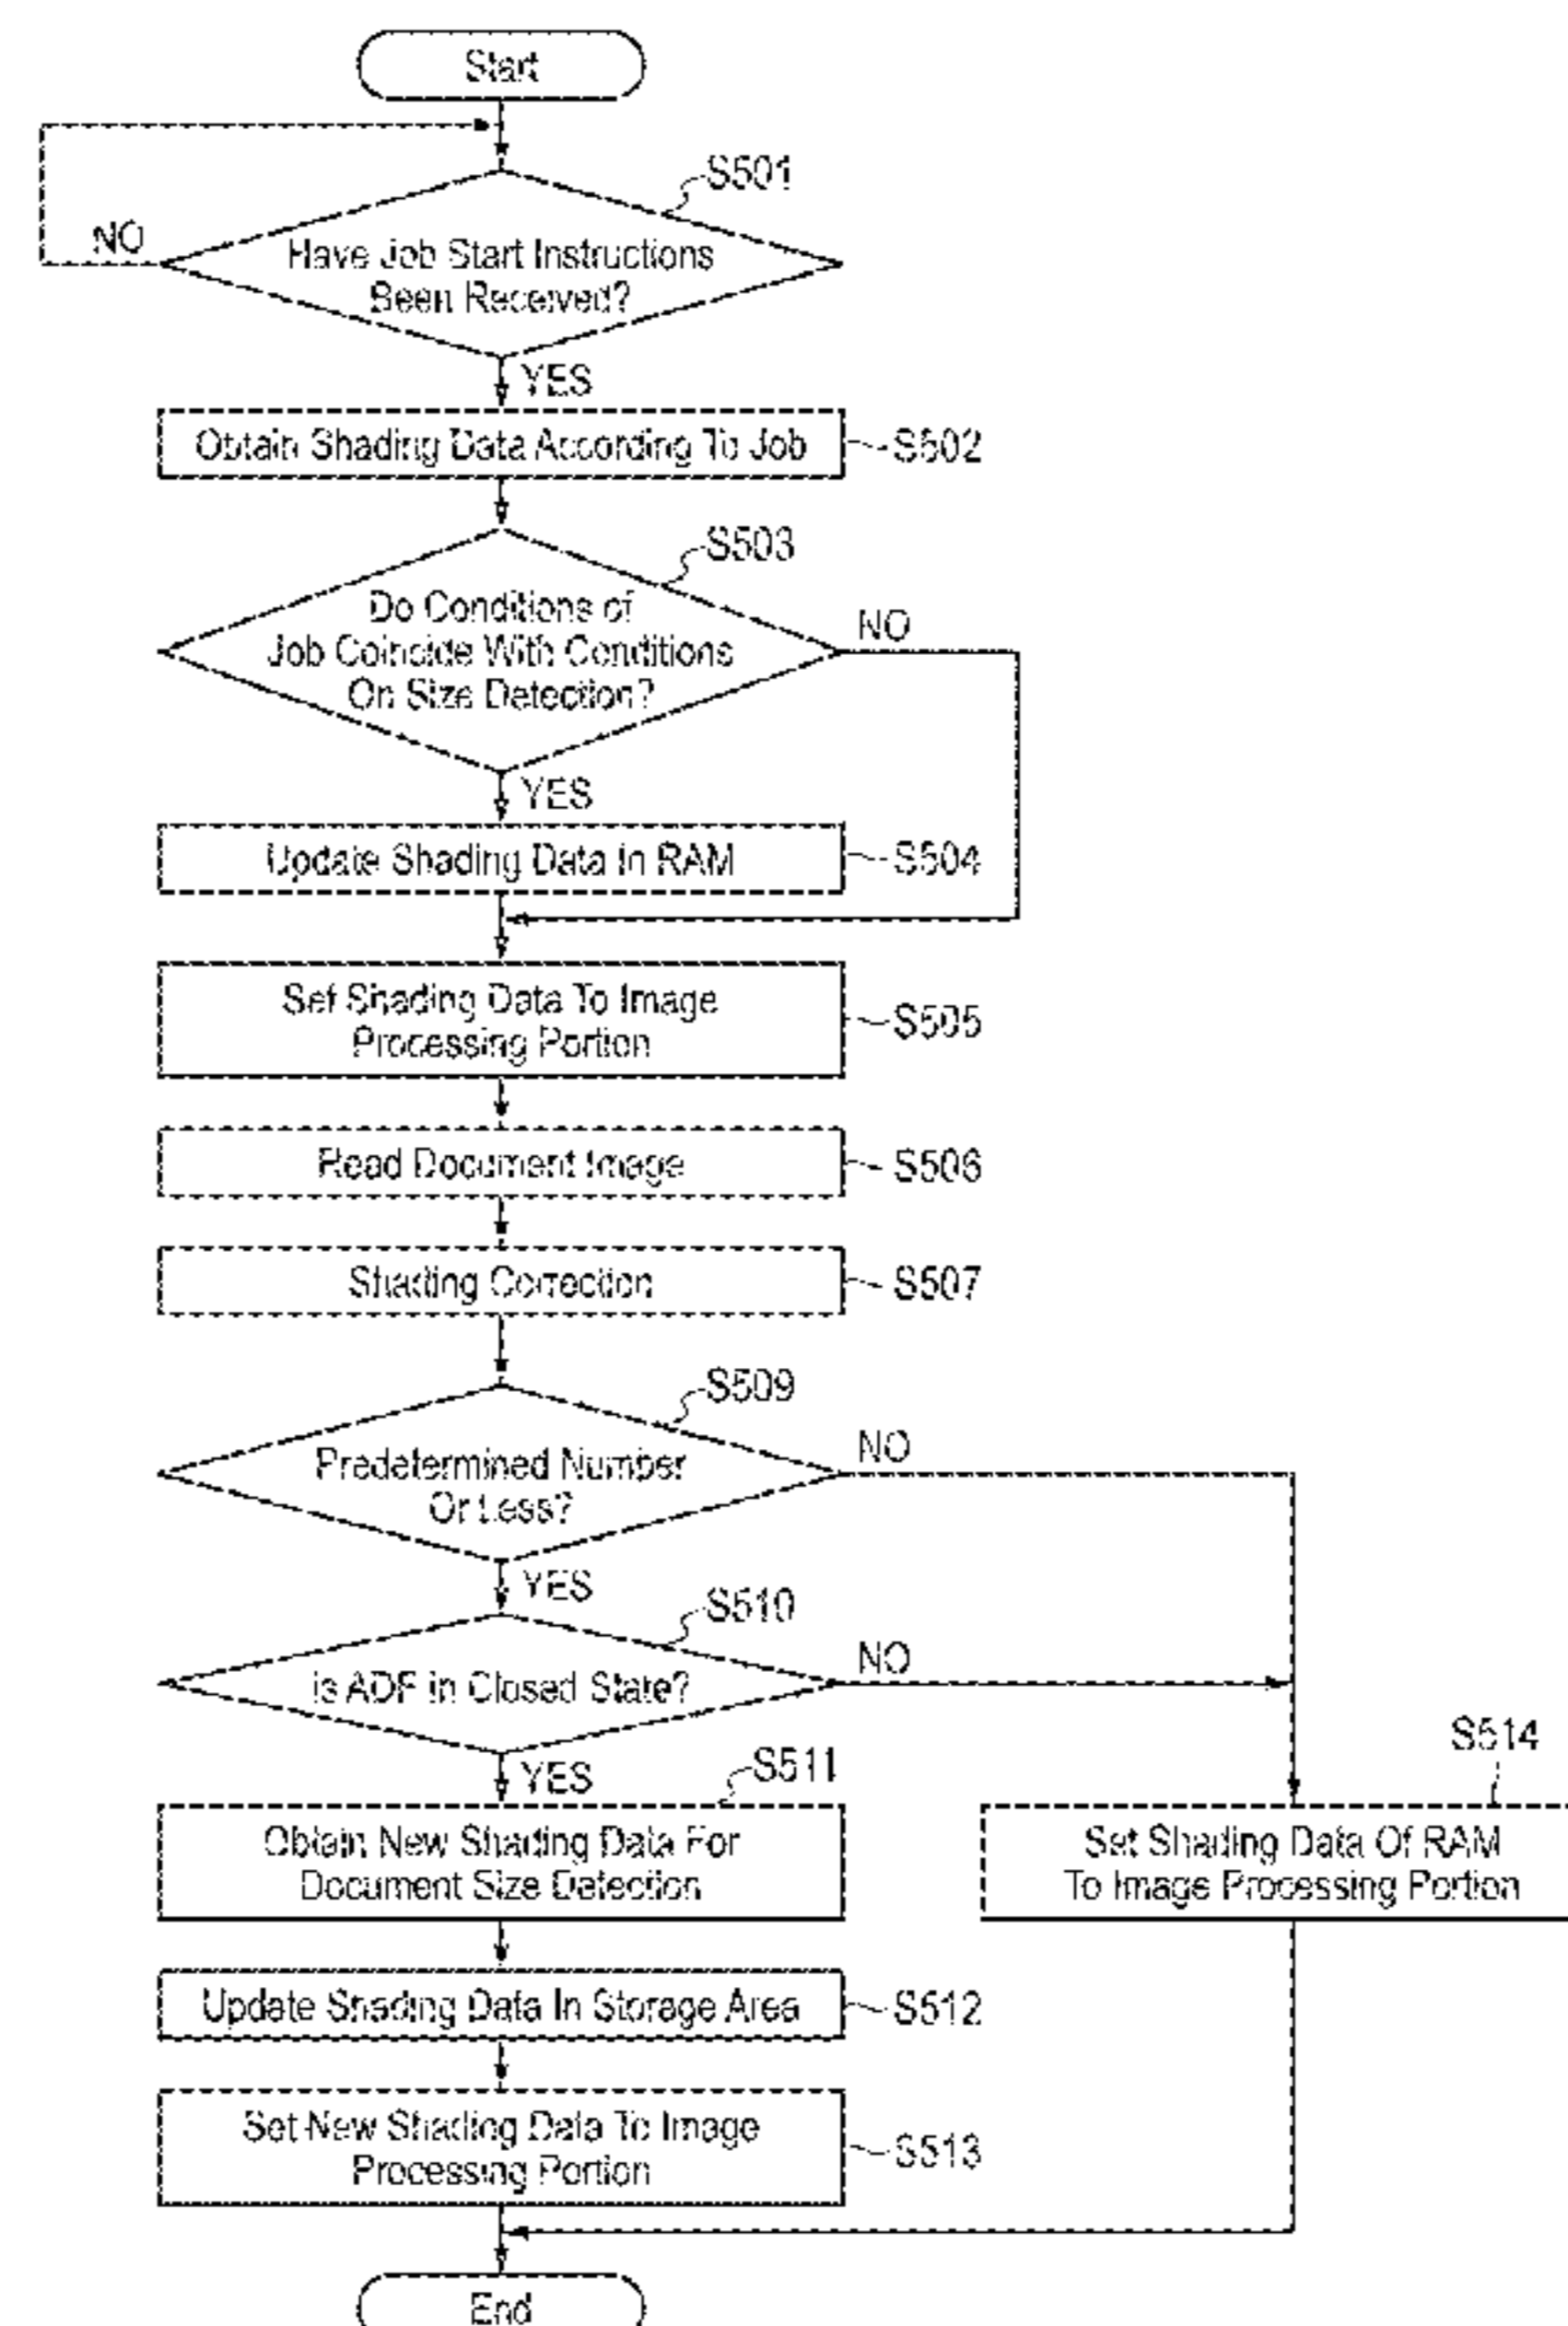 Start
S501
NO
Have Job Start Instructions
Been Received?
YES
Obtain Shading Data According To Job
S502
S503
Do Conditions of
Job Coincide With Conditions
On Size Detection?
NO
YES
Update Shading Data In RAM
S504
Set Shading Data To Image
Processing Portion
S505
Read Document Image
S506
Shading Correction
S507
S509
Predetermined Number
Or Less?
NO
YES
S510
Is ADF in Closed State?
NO
YES
S511
S514
Obtain New Shading Data For
Document Size Detection
Set Shading Data Of RAM
To Image Processing Portion
Update Shading Data In Storage Area
S512
Set New Shading Data To Image
Processing Portion
S513
End